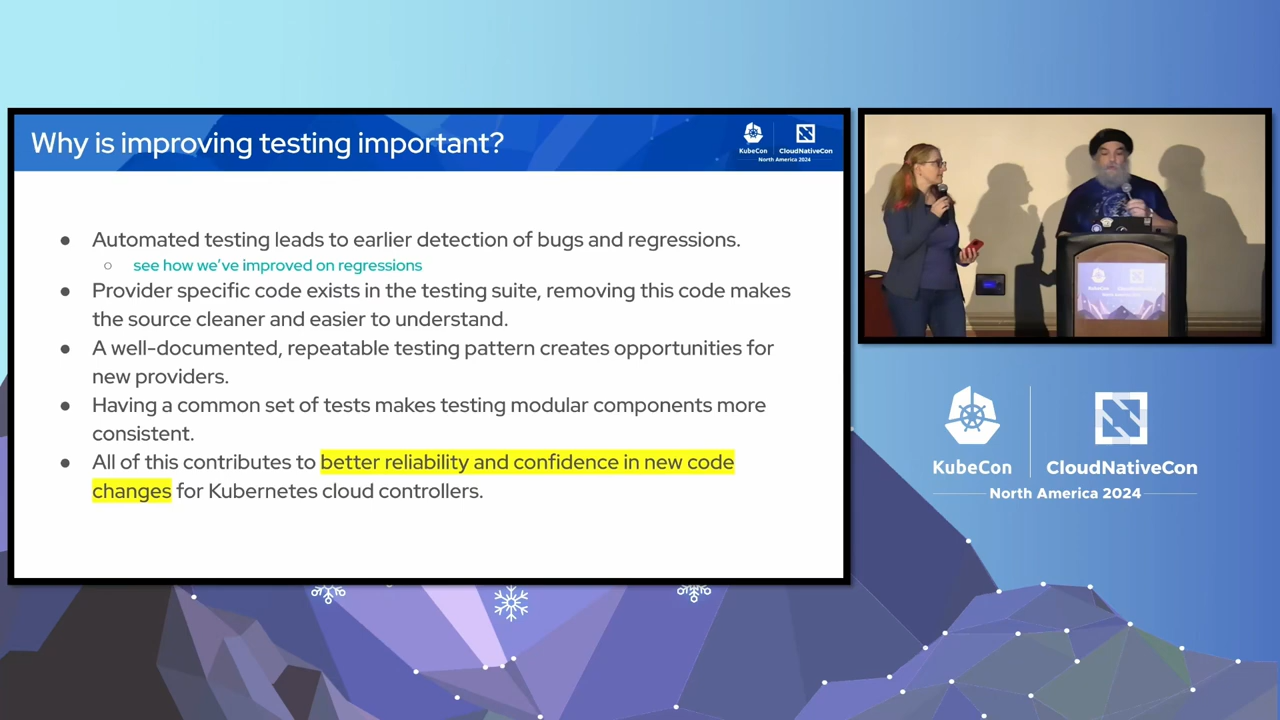 Why is improving testing important?
KubeCon
CloudNativeCon
North America 2024
● Automated testing leads to earlier detection of bugs and regressions.
○ see how we've improved on regressions
● Provider specific code exists in the testing suite, removing this code makes
the source cleaner and easier to understand.
● A well-documented, repeatable testing pattern creates opportunities for
new providers.
● Having a common set of tests makes testing modular components more
consistent.
● All of this contributes to better reliability and confidence in new code
changes for Kubernetes cloud controllers.
KubeCon
CloudNativeCon
North America 2024